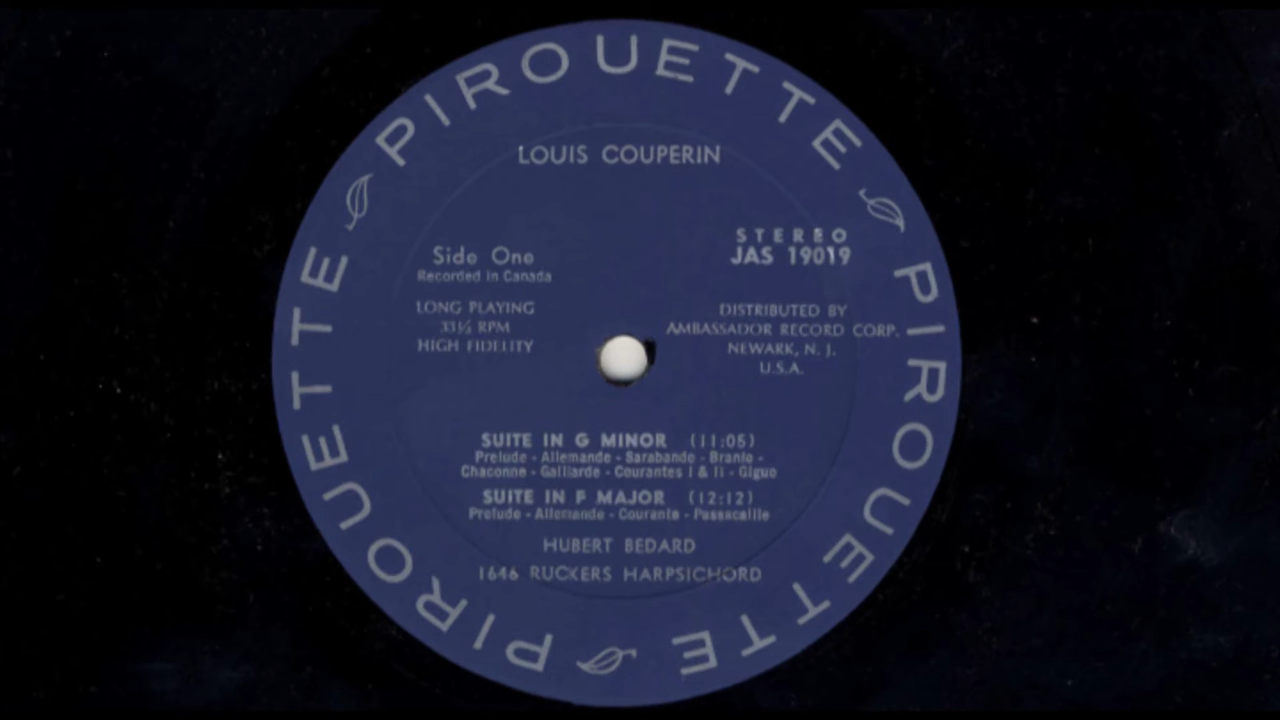 PIROUETTE
PIROUETTE
PIROUETTE
LOUIS COUPERIN
Side One
Recorded in Canada
STEREO
JAS 19019
LONG PLAYING
33⅓ RPM
HIGH FIDELITY
DISTRIBUTED BY
AMBASSADOR RECORD CORP.
NEWARK, N. J.
U.S.A.
SUITE IN G MINOR (11:05)
Prelude - Allemande - Sarabande - Branle -
Chaconne - Galliarde - Courantes I & II - Gigue
SUITE IN F MAJOR (12:12)
Prelude - Allemande - Courante - Passacaille
HUBERT BEDARD
1646 RUCKERS HARPSICHORD